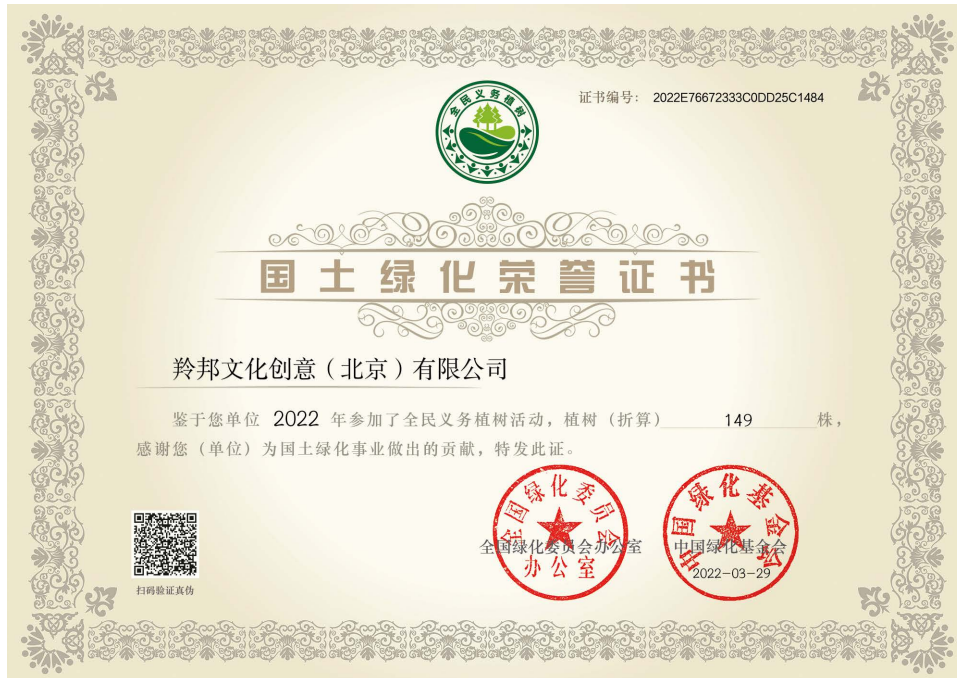 全民义务植树
证书编号： 2022E76672333C0DD25C1484
国土绿化荣誉证书
羚邦文化创意（北京）有限公司
鉴于您单位 2022 年参加了全民义务植树活动，植树（折算） 149 株，
感谢您（单位）为国土绿化事业做出的贡献，特发此证。
全国绿化委员会
办公室
中国绿化基金会
全国绿化委员会办公室
中国绿化基金会
2022-03-29
扫码验证真伪